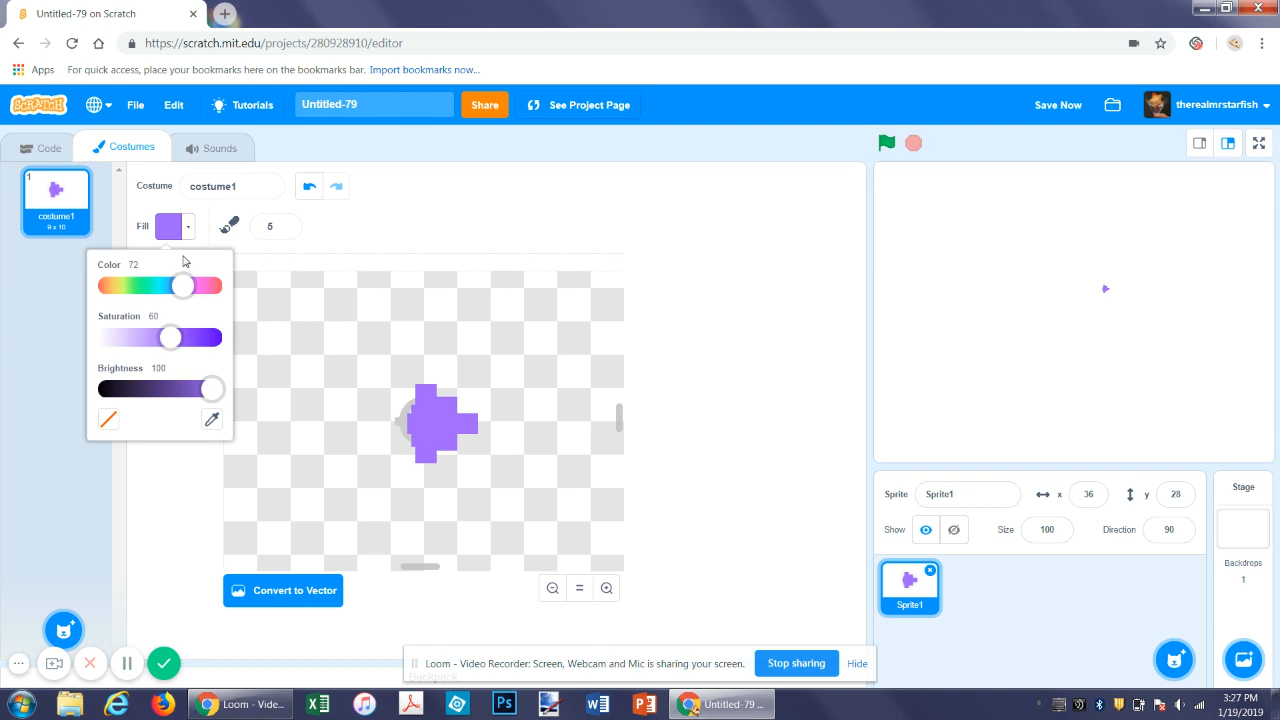 Untitled-79 on Scratch
https://scratch.mit.edu/projects/280928910/editor
Apps For quick access, place your bookmarks here on the bookmarks bar. Import bookmarks now...
SCRATCH File Edit Tutorials Untitled-79 Share See Project Page Save Now therealmrstarfish
Code Costumes Sounds
1
costume1
9 x 10
Costume costume1
Fill 5
Color 72
Saturation 60
Brightness 100
Convert to Vector
Sprite Sprite1 x 36 y 28
Show Size 100 Direction 90
Sprite1
Stage
Backdrops
1
Loom - Video Recorder: Screen, Webcam and Mic is sharing your screen. Stop sharing Hide
Backpack
Loom - Vide... Untitled-79 ...
3:27 PM
1/19/2019